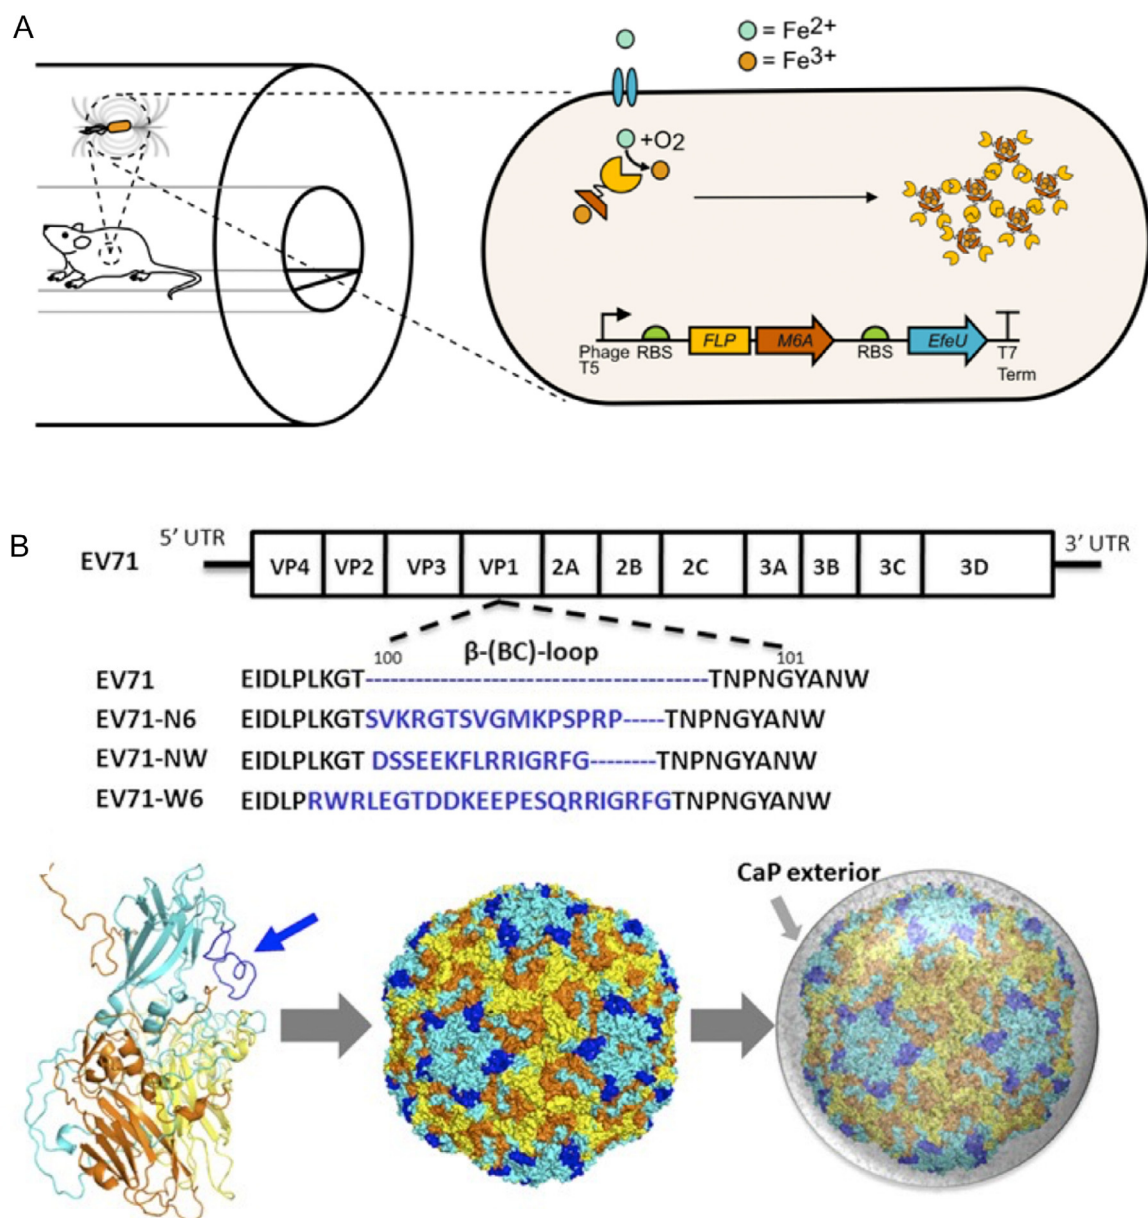 A
= Fe2+
= Fe3+
+O2
FLP
M6A
EfeU
Phage T5
RBS
RBS
T7 Term
B
EV71
5' UTR
VP4 VP2 VP3 VP1 2A 2B 2C 3A 3B 3C 3D
3' UTR
100
β-(BC)-loop
101
EV71 EIDLPLKGT--------------------------------------TNPNGYANW
EV71-N6 EIDLPLKGTSVKRGTSVGMKPSPRP-----TNPNGYANW
EV71-NW EIDLPLKGT DSSEEKFLRRIGRFG--------TNPNGYANW
EV71-W6 EIDLPRWRLEGTDDKEEPESQRRIGRFGTNPNGYANW
CaP exterior